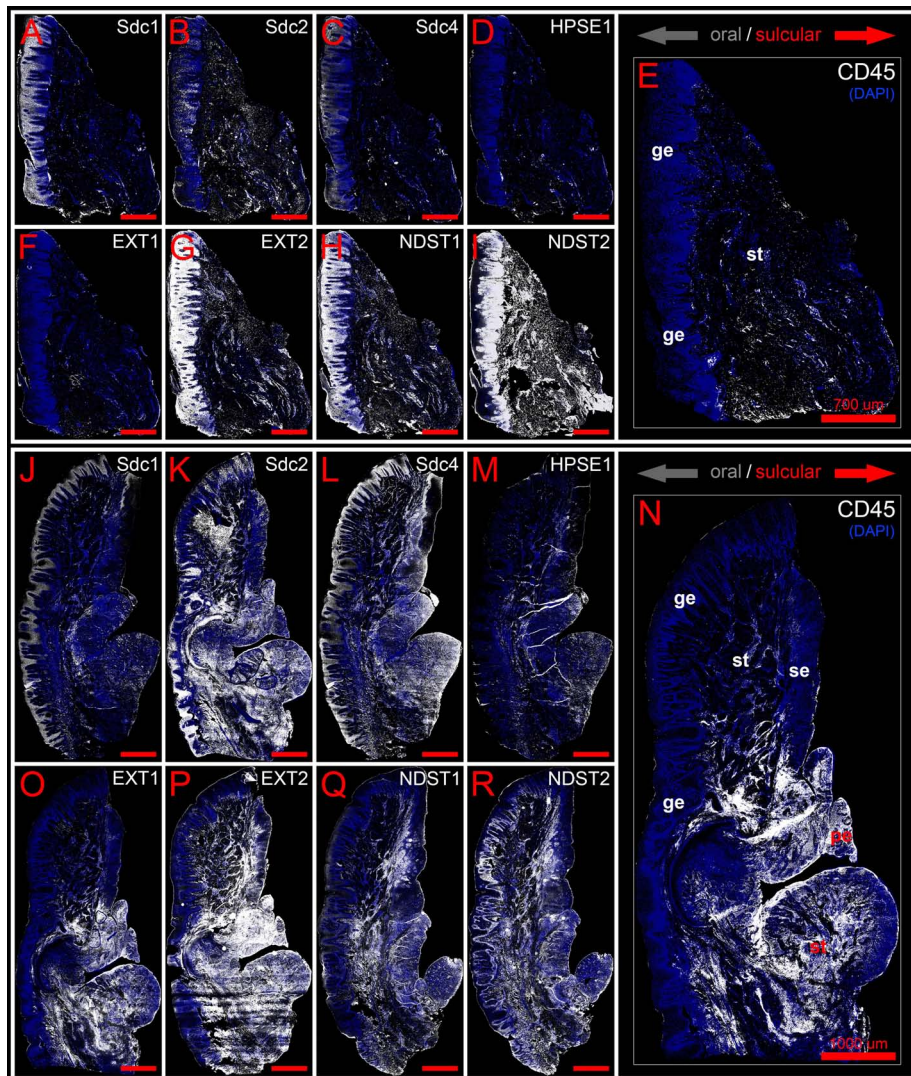 A Sdc1
B Sdc2
C Sdc4
D HPSE1
oral / sulcular
E CD45
(DAPI)
ge
st
ge
700 um
F EXT1
G EXT2
H NDST1
I NDST2
J Sdc1
K Sdc2
L Sdc4
M HPSE1
oral / sulcular
N CD45
(DAPI)
ge
st
se
ge
pe
st
1000 µm
O EXT1
P EXT2
Q NDST1
R NDST2